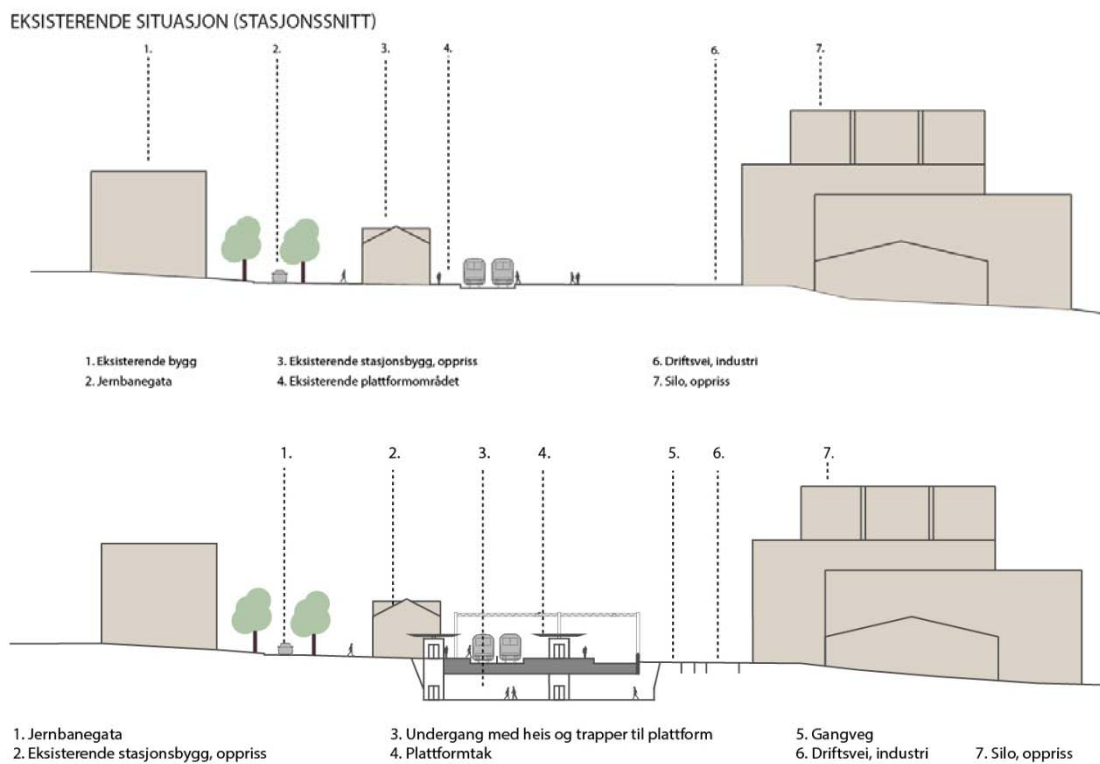 EKSISTERENDE SITUASJON (STASJONSSNITT)
1. 2. 3. 4. 6. 7.
1. Eksisterende bygg 3. Eksisterende stasjonsbygg, oppriss 6. Driftsvei, industri
2. Jernbanegata 4. Eksisterende plattformområdet 7. Silo, oppriss
1. 2. 3. 4. 5. 6. 7.
1. Jernbanegata 3. Undergang med heis og trapper til plattform 5. Gangveg
2. Eksisterende stasjonsbygg, oppriss 4. Plattformtak 6. Driftsvei, industri 7. Silo, oppriss